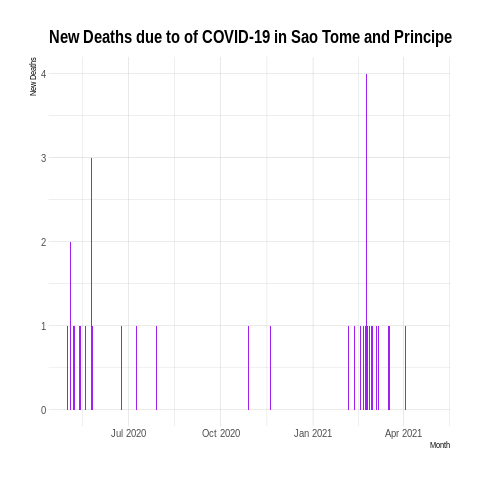 New Deaths due to of COVID-19 in Sao Tome and Principe
New Deaths
4
3
2
1
0
Jul 2020 Oct 2020 Jan 2021 Apr 2021
Month